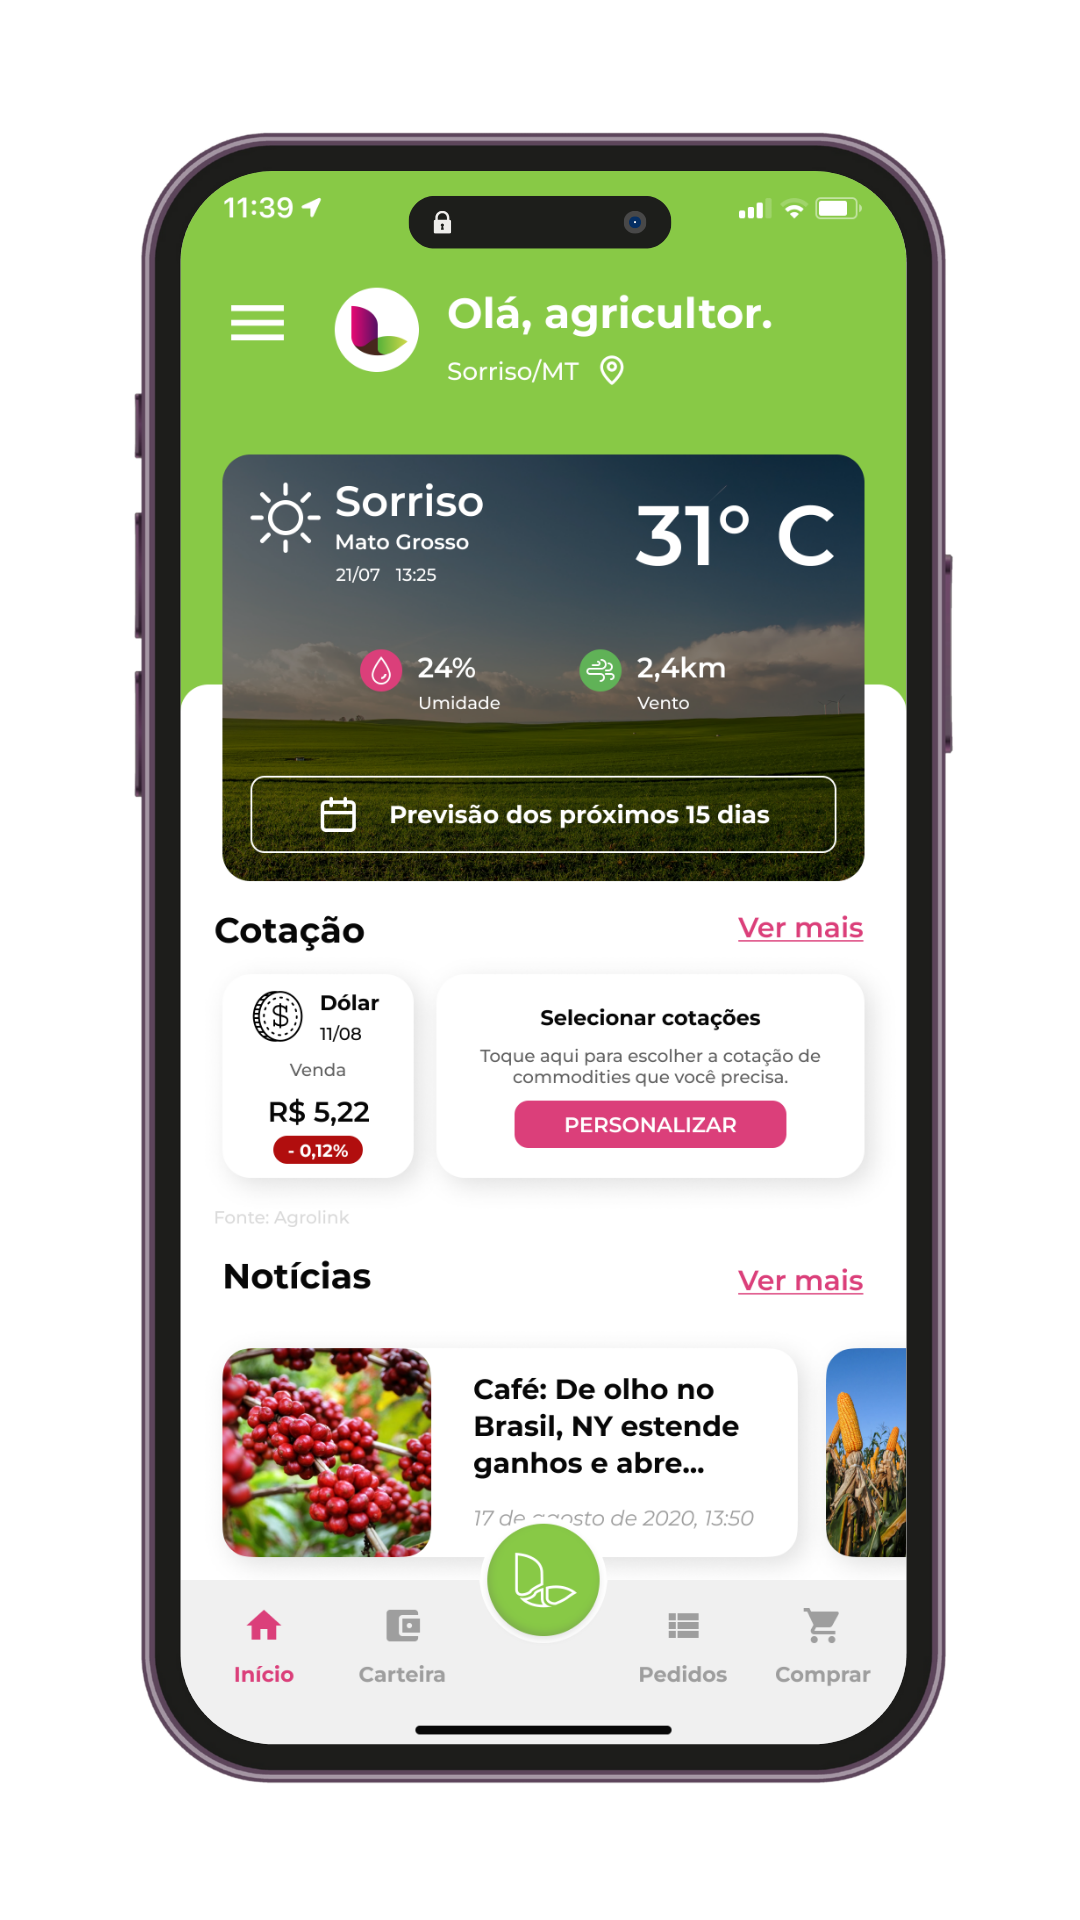 11:39
Olá, agricultor.
Sorriso/MT
Sorriso
31° C
Mato Grosso
21/07 13:25
24%
Umidade
2,4km
Vento
Previsão dos próximos 15 dias
Cotação
Ver mais
Dólar
11/08
Venda
R$ 5,22
- 0,12%
Selecionar cotações
Toque aqui para escolher a cotação de
commodities que você precisa.
PERSONALIZAR
Fonte: Agrolink
Notícias
Ver mais
Café: De olho no
Brasil, NY estende
ganhos e abre...
17 de agosto de 2020, 13:50
Início
Carteira
Pedidos
Comprar